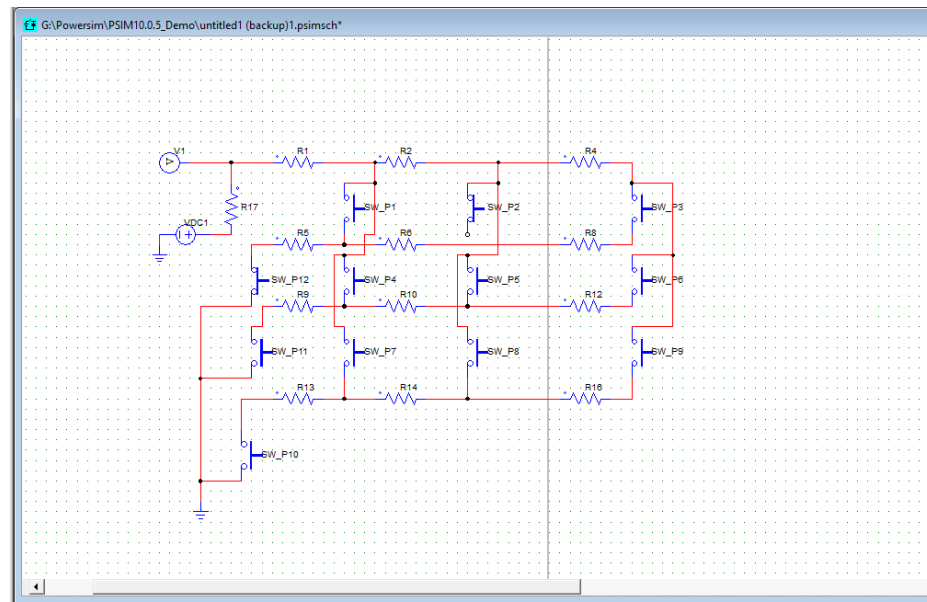 G:\Powersim\PSIM10.0.5_Demo\untitled1 (backup)1.psimsch*
V1
R1
R2
R4
R17
SW_P1
SW_P2
SW_P3
VDC1
R5
R6
R8
SW_P12
SW_P4
SW_P5
SW_P6
R9
R10
R12
SW_P11
SW_P7
SW_P8
SW_P9
R13
R14
R16
SW_P10